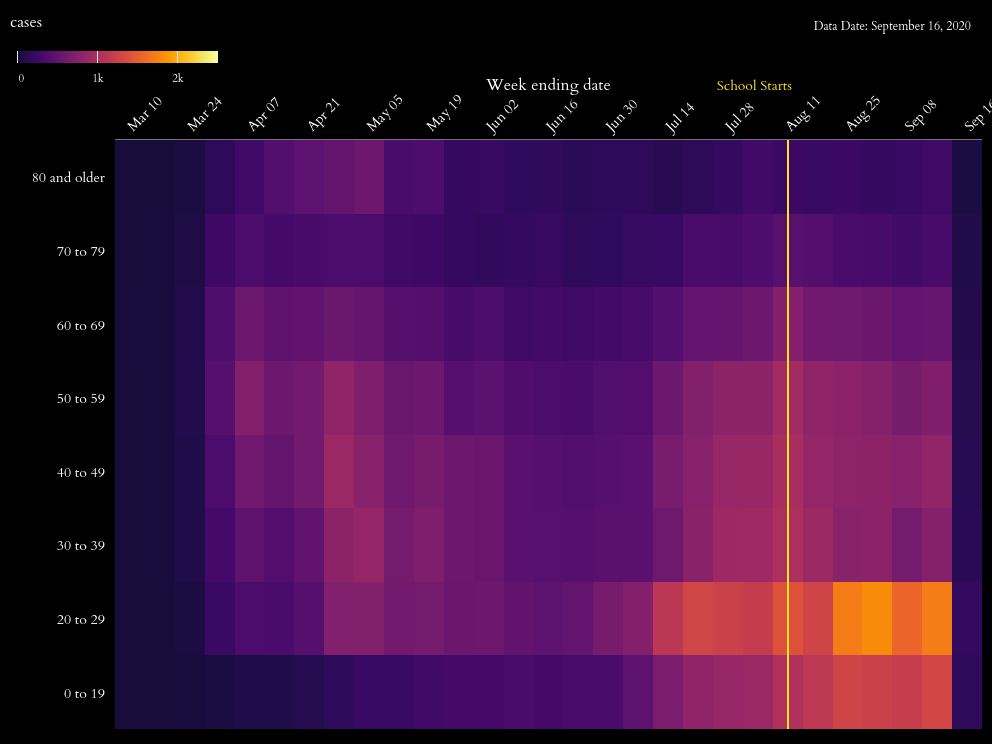 cases
Data Date: September 16, 2020
0 1k 2k
Week ending date
School Starts
Mar 10 Mar 24 Apr 07 Apr 21 May 05 May 19 Jun 02 Jun 16 Jun 30 Jul 14 Jul 28 Aug 11 Aug 25 Sep 08 Sep 16
80 and older
70 to 79
60 to 69
50 to 59
40 to 49
30 to 39
20 to 29
0 to 19